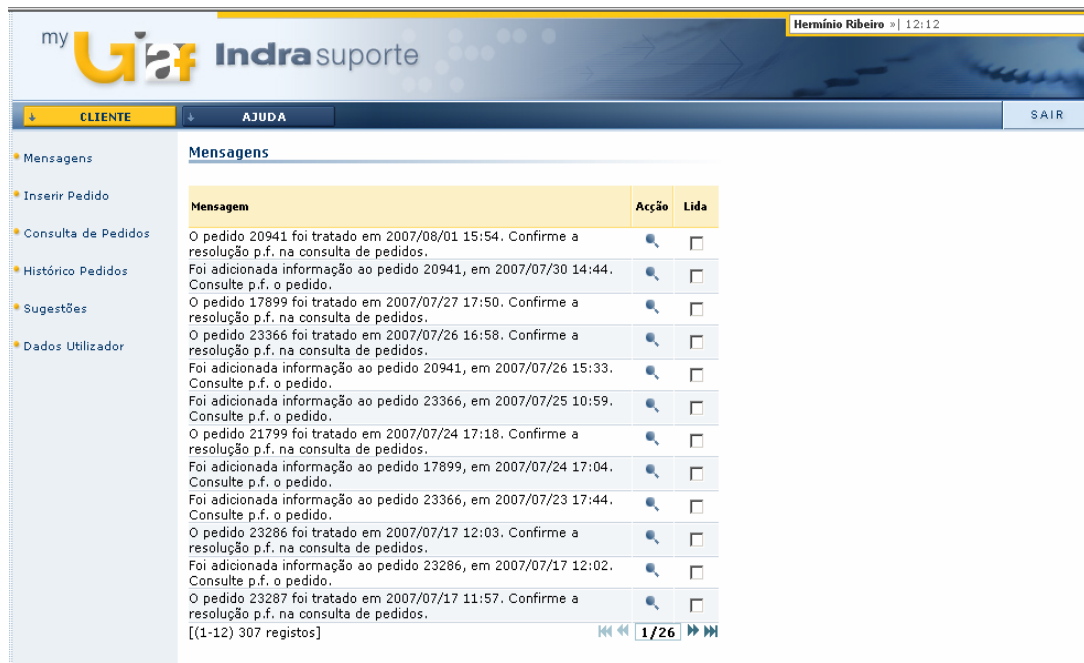 my Giaf Indra suporte
Hermínio Ribeiro » | 12:12
CLIENTE AJUDA SAIR
Mensagens
Inserir Pedido
Consulta de Pedidos
Histórico Pedidos
Sugestões
Dados Utilizador
Mensagens
Mensagem Acção Lida
O pedido 20941 foi tratado em 2007/08/01 15:54. Confirme a
resolução p.f. na consulta de pedidos.
Foi adicionada informação ao pedido 20941, em 2007/07/30 14:44.
Consulte p.f. o pedido.
O pedido 17899 foi tratado em 2007/07/27 17:50. Confirme a
resolução p.f. na consulta de pedidos.
O pedido 23366 foi tratado em 2007/07/26 16:58. Confirme a
resolução p.f. na consulta de pedidos.
Foi adicionada informação ao pedido 20941, em 2007/07/26 15:33.
Consulte p.f. o pedido.
Foi adicionada informação ao pedido 23366, em 2007/07/25 10:59.
Consulte p.f. o pedido.
O pedido 21799 foi tratado em 2007/07/24 17:18. Confirme a
resolução p.f. na consulta de pedidos.
Foi adicionada informação ao pedido 17899, em 2007/07/24 17:04.
Consulte p.f. o pedido.
Foi adicionada informação ao pedido 23366, em 2007/07/23 17:44.
Consulte p.f. o pedido.
O pedido 23286 foi tratado em 2007/07/17 12:03. Confirme a
resolução p.f. na consulta de pedidos.
Foi adicionada informação ao pedido 23286, em 2007/07/17 12:02.
Consulte p.f. o pedido.
O pedido 23287 foi tratado em 2007/07/17 11:57. Confirme a
resolução p.f. na consulta de pedidos.
[(1-12) 307 registos] 1/26